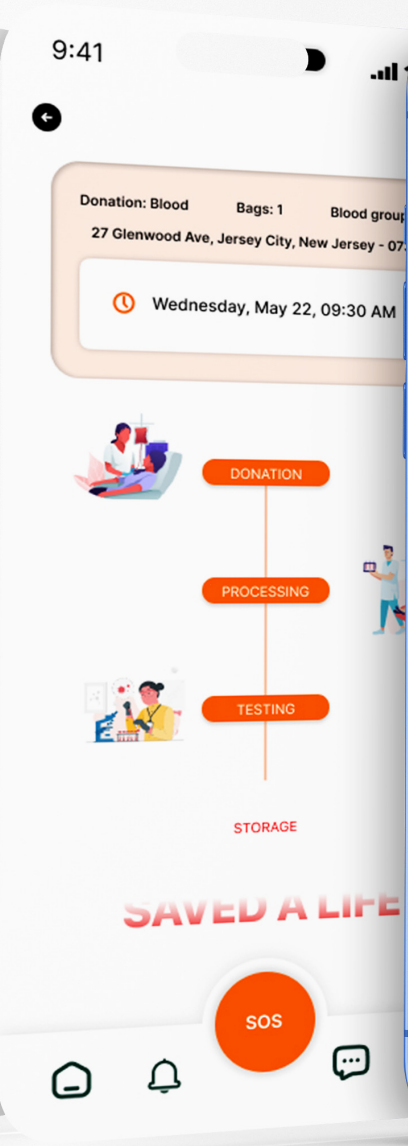 9:41
Donation: Blood Bags: 1 Blood group
27 Glenwood Ave, Jersey City, New Jersey - 07
Wednesday, May 22, 09:30 AM
DONATION
PROCESSING
TESTING
STORAGE
SAVED A LIFE
SOS